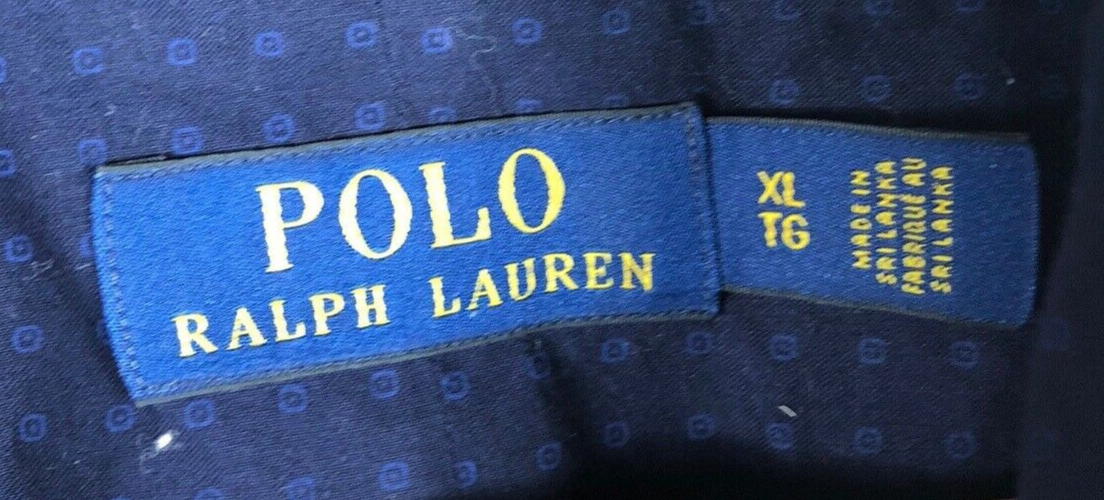 POLO
RALPH LAUREN
XL
TG
MADE IN
SRI LANKA
FABRIQUÉ AU
SRI LANKA